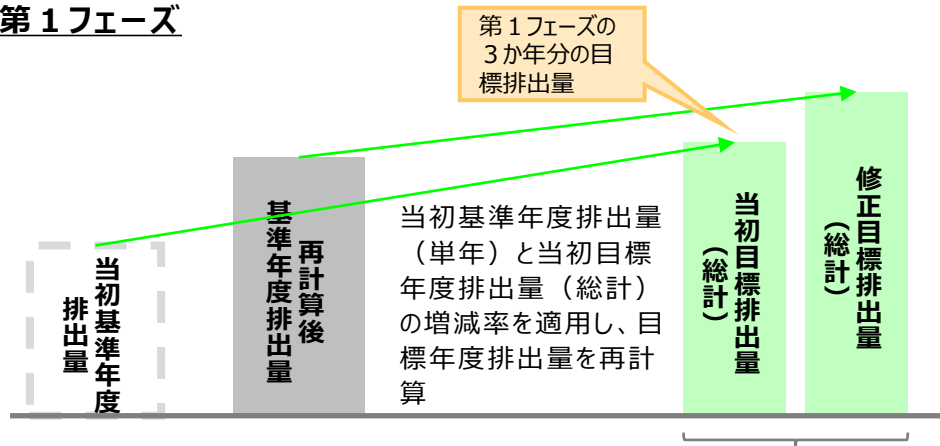 第１フェーズ
第１フェーズの
３か年分の目
標排出量
当初基準年度
排出量
再計算後
基準年度排出量
当初基準年度排出量
（単年）と当初目標
年度排出量（総計）
の増減率を適用し、目
標年度排出量を再計
算
当初目標排出量
（総計）
修正目標排出量
（総計）